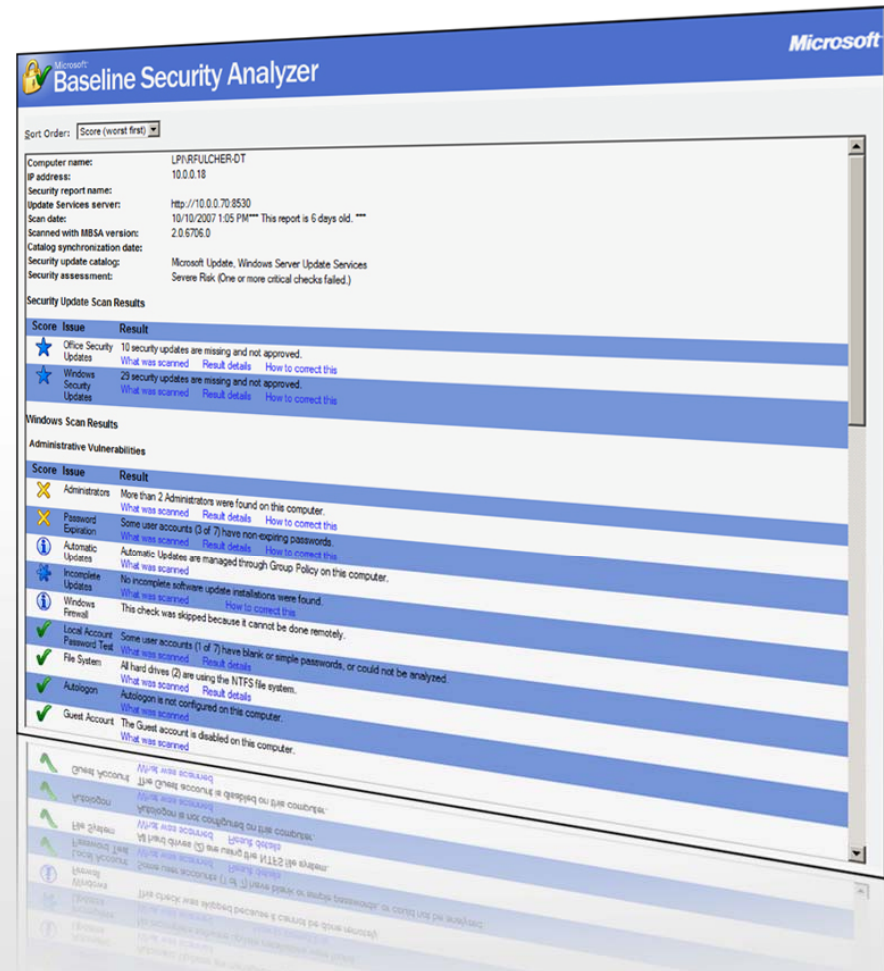 Microsoft
Microsoft
Baseline Security Analyzer
Sort Order: Score (worst first)
Computer name: LPI\RFULCHER-DT
IP address: 10.0.0.18
Security report name:
Update Services server: http://10.0.0.70:8530
Scan date: 10/10/2007 1:05 PM*** This report is 6 days old. ***
Scanned with MBSA version: 2.0.6706.0
Catalog synchronization date:
Security update catalog: Microsoft Update, Windows Server Update Services
Security assessment: Severe Risk (One or more critical checks failed.)
Security Update Scan Results
Score Issue Result
Office Security Updates 10 security updates are missing and not approved.
What was scanned Result details How to correct this
Windows Security Updates 29 security updates are missing and not approved.
What was scanned Result details How to correct this
Windows Scan Results
Administrative Vulnerabilities
Score Issue Result
Administrators More than 2 Administrators were found on this computer.
What was scanned Result details How to correct this
Password Expiration Some user accounts (3 of 7) have non-expiring passwords.
What was scanned Result details How to correct this
Automatic Updates Automatic Updates are managed through Group Policy on this computer.
What was scanned
Incomplete Updates No incomplete software update installations were found.
What was scanned How to correct this
Windows Firewall This check was skipped because it cannot be done remotely.
Local Account Password Test Some user accounts (1 of 7) have blank or simple passwords, or could not be analyzed.
What was scanned Result details
File System All hard drives (2) are using the NTFS file system.
What was scanned Result details
Autologon Autologon is not configured on this computer.
What was scanned
Guest Account The Guest account is disabled on this computer.
What was scanned